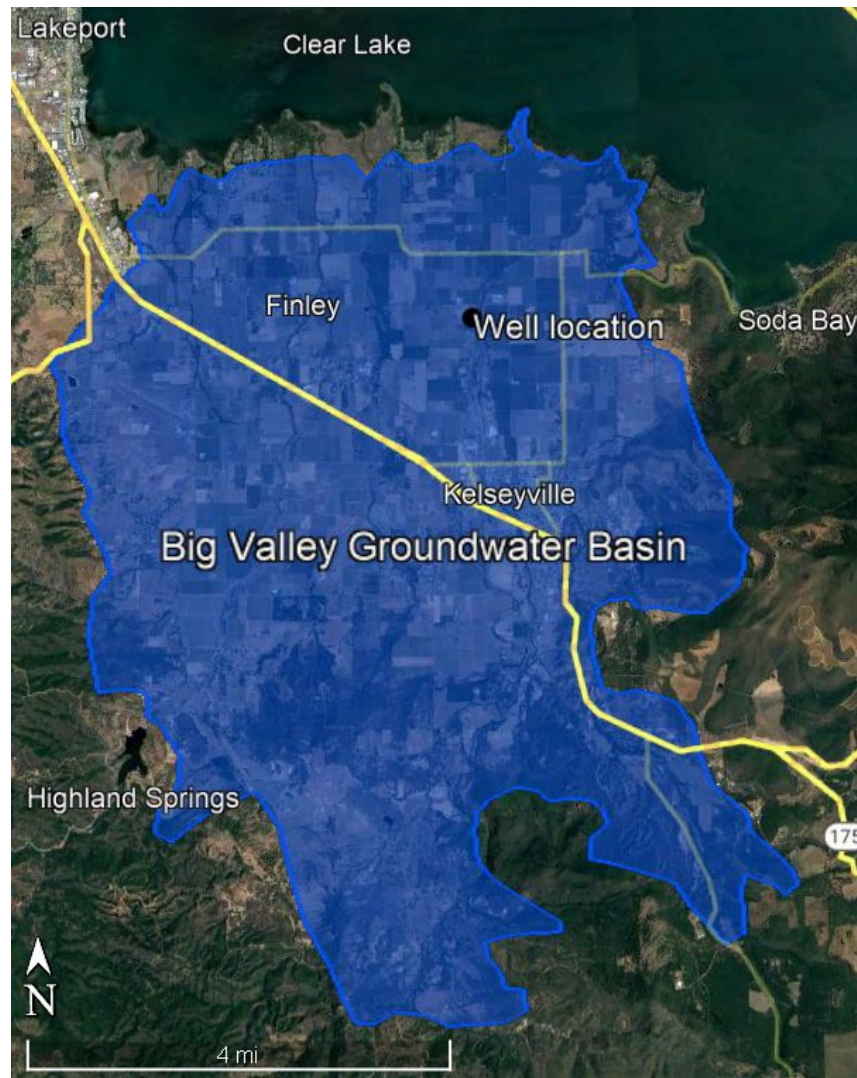 Lakeport
Clear Lake
Finley
Well location
Soda Bay
Kelseyville
Big Valley Groundwater Basin
Highland Springs
175
N
4 mi